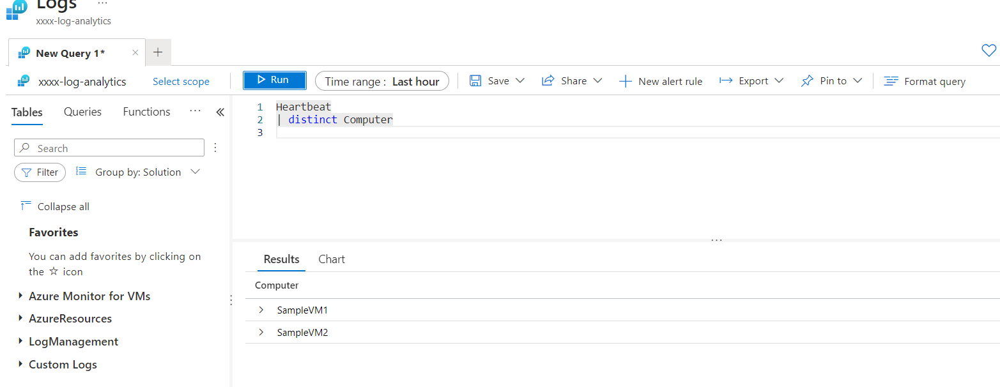 Logs ...
xxxx-log-analytics
New Query 1* × +
xxxx-log-analytics Select scope Run Time range : Last hour Save Share New alert rule Export Pin to Format query
Tables Queries Functions ... «
Search
Filter Group by: Solution
Collapse all
Favorites
You can add favorites by clicking on
the ☆ icon
Azure Monitor for VMs
AzureResources
LogManagement
Custom Logs
1 Heartbeat
2 | distinct Computer
3
...
Results Chart
Computer
SampleVM1
SampleVM2